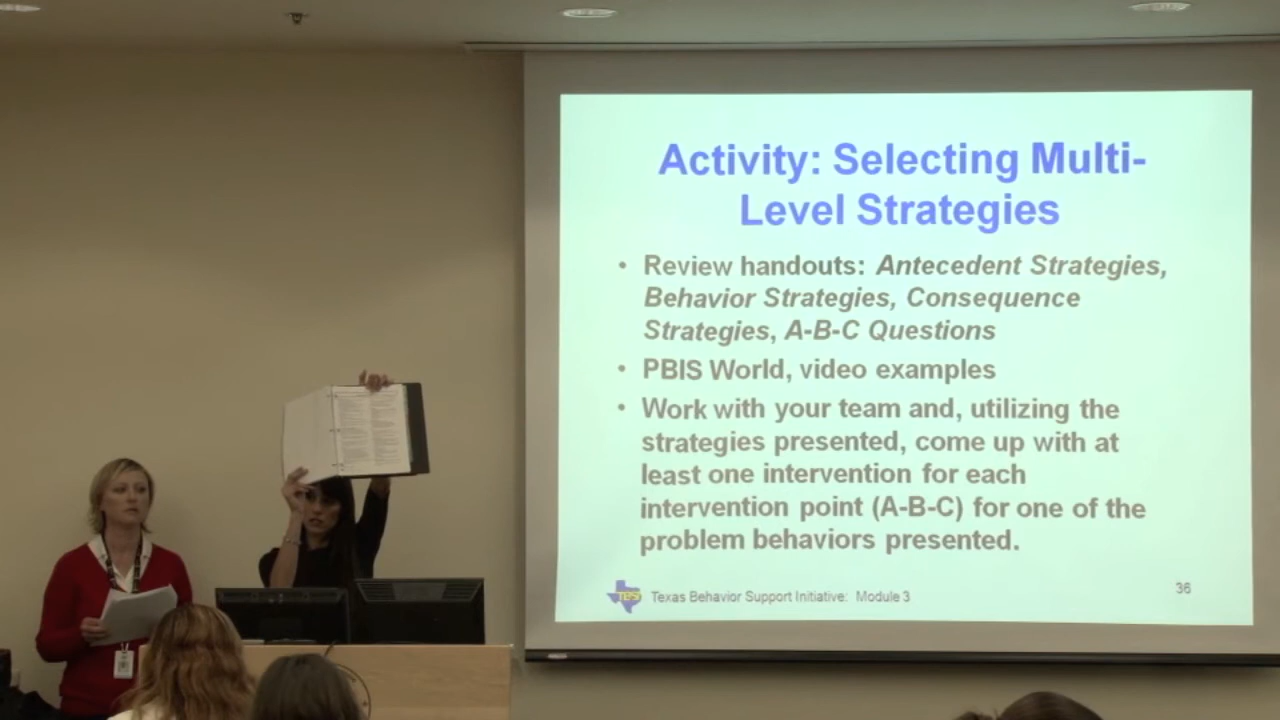 Activity: Selecting Multi-
Level Strategies
• Review handouts: Antecedent Strategies,
Behavior Strategies, Consequence
Strategies, A-B-C Questions
• PBIS World, video examples
• Work with your team and, utilizing the
strategies presented, come up with at
least one intervention for each
intervention point (A-B-C) for one of the
problem behaviors presented.
TBSI Texas Behavior Support Initiative: Module 3
36